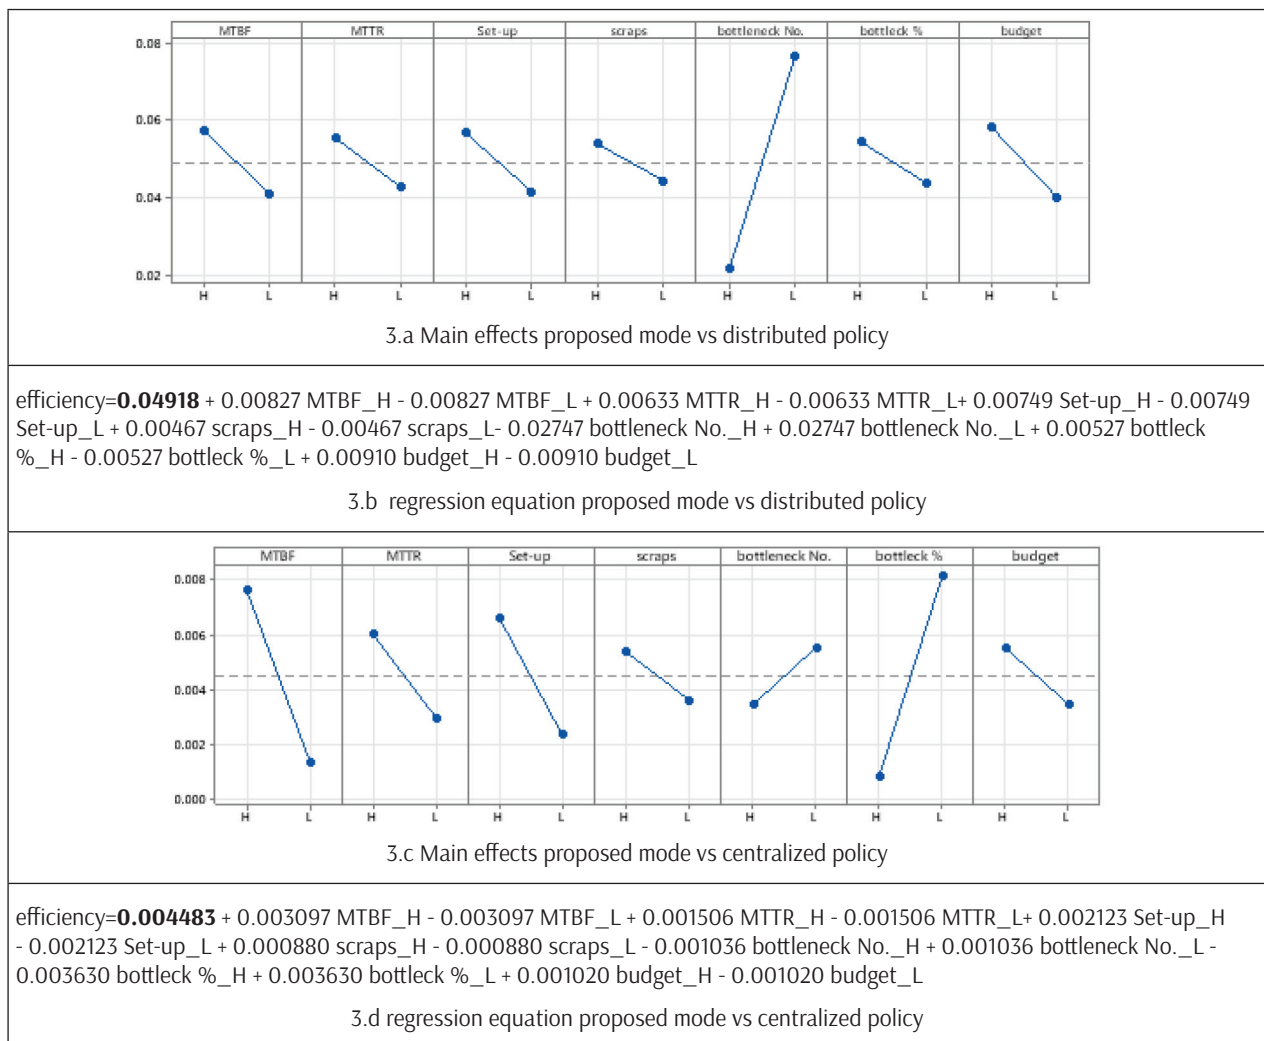 MTBF MTTR Set-up scraps bottleneck No. bottleck % budget
0.08
0.06
0.04
0.02
H L H L H L H L H L H L H L
3.a Main effects proposed mode vs distributed policy
efficiency=0.04918 + 0.00827 MTBF_H - 0.00827 MTBF_L + 0.00633 MTTR_H - 0.00633 MTTR_L+ 0.00749 Set-up_H - 0.00749
Set-up_L + 0.00467 scraps_H - 0.00467 scraps_L- 0.02747 bottleneck No._H + 0.02747 bottleneck No._L + 0.00527 bottleck
%_H - 0.00527 bottleck %_L + 0.00910 budget_H - 0.00910 budget_L
3.b regression equation proposed mode vs distributed policy
MTBF MTTR Set-up scraps bottleneck No. bottleck % budget
0.008
0.006
0.004
0.002
0.000
H L H L H L H L H L H L H L
3.c Main effects proposed mode vs centralized policy
efficiency=0.004483 + 0.003097 MTBF_H - 0.003097 MTBF_L + 0.001506 MTTR_H - 0.001506 MTTR_L+ 0.002123 Set-up_H
- 0.002123 Set-up_L + 0.000880 scraps_H - 0.000880 scraps_L - 0.001036 bottleneck No._H + 0.001036 bottleneck No._L -
0.003630 bottleck %_H + 0.003630 bottleck %_L + 0.001020 budget_H - 0.001020 budget_L
3.d regression equation proposed mode vs centralized policy